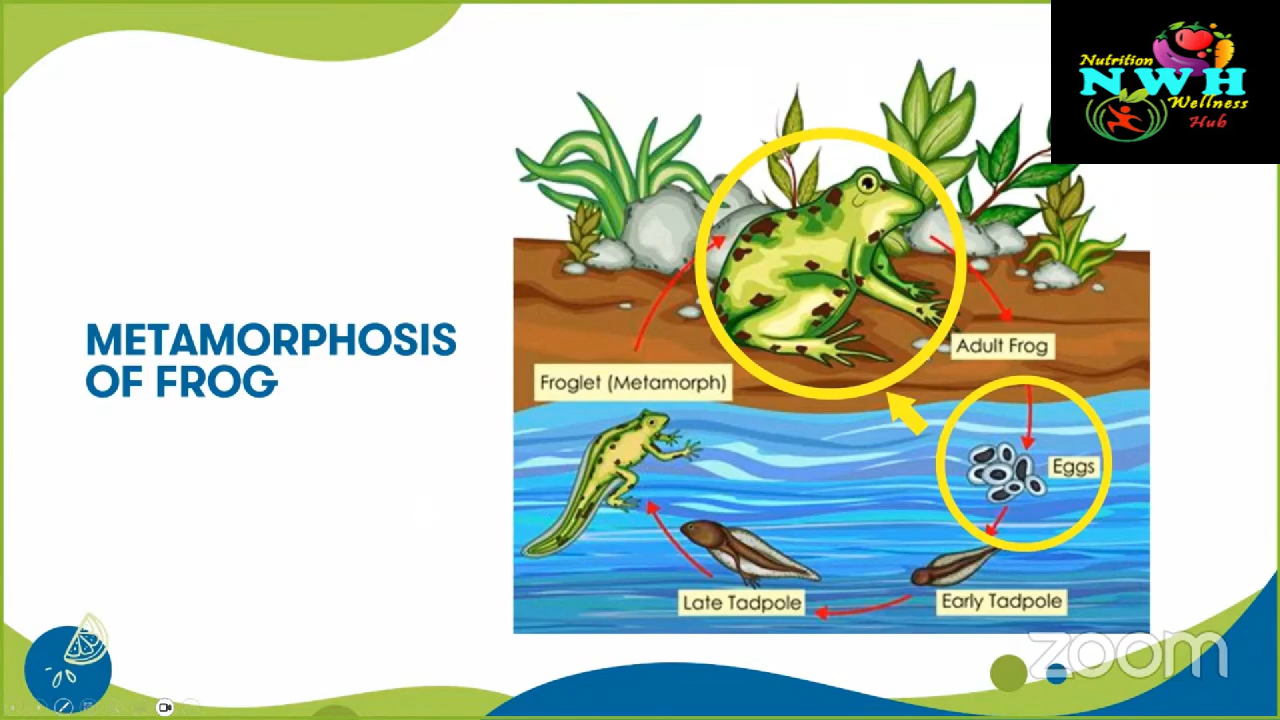 Nutrition
NWH
Wellness
Hub
METAMORPHOSIS
OF FROG
Adult Frog
Froglet (Metamorph)
Eggs
Late Tadpole
Early Tadpole
zoom